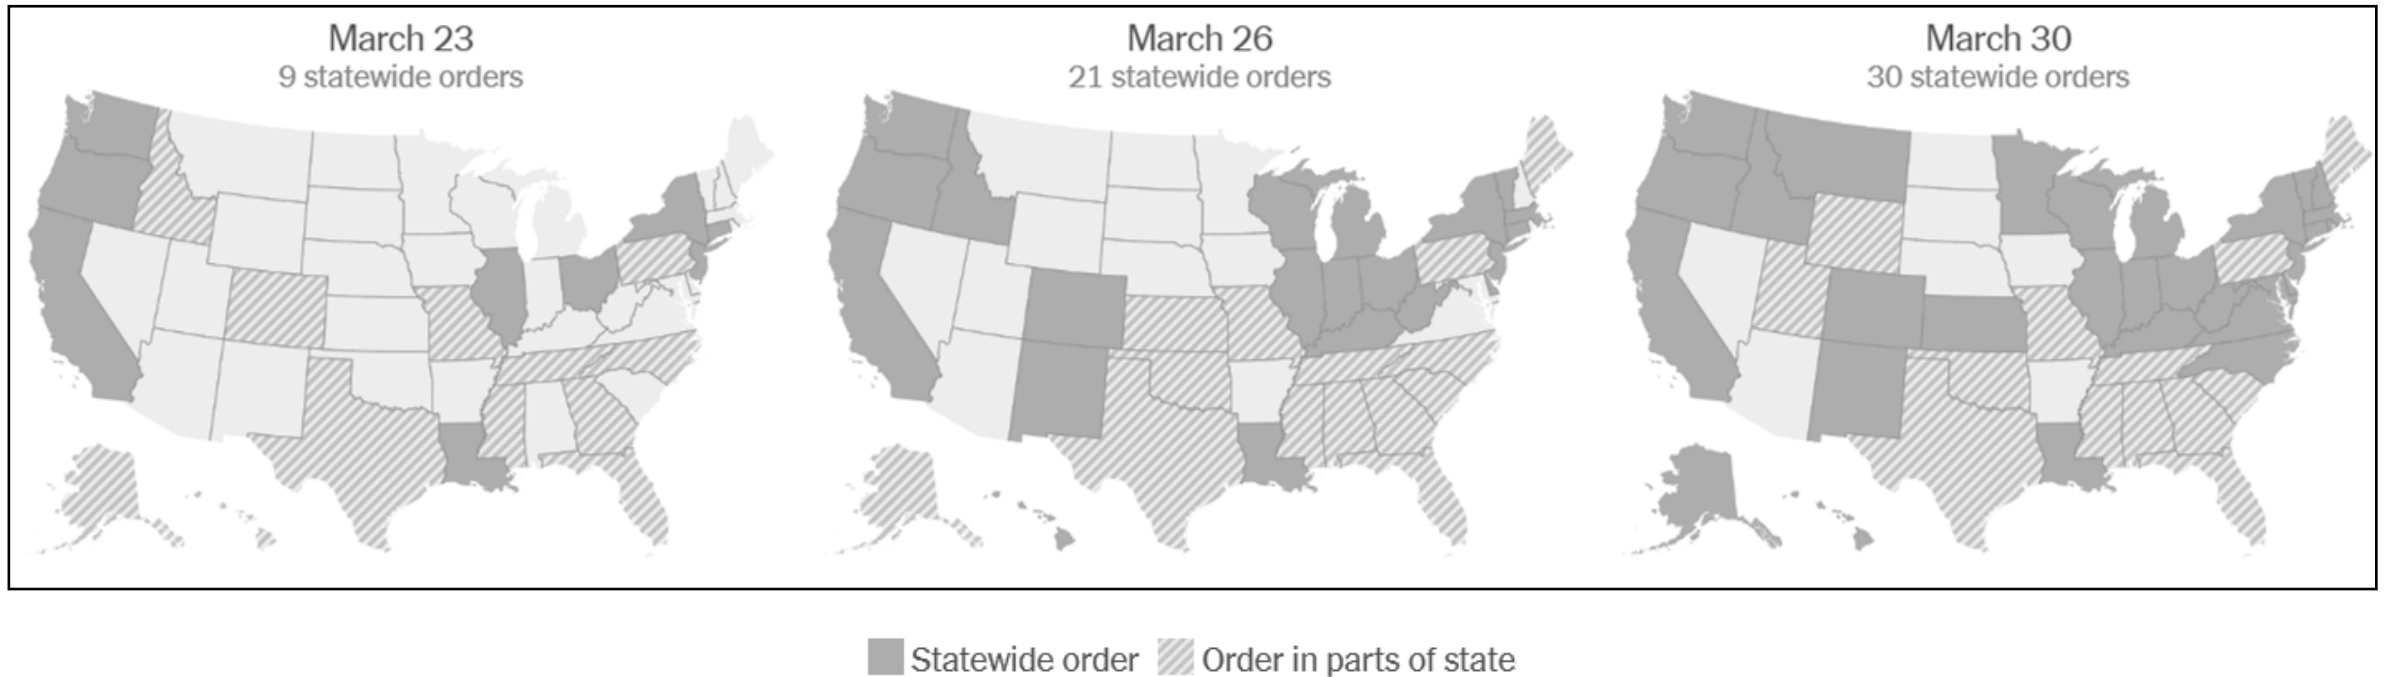 March 23
9 statewide orders
March 26
21 statewide orders
March 30
30 statewide orders
Statewide order
Order in parts of state